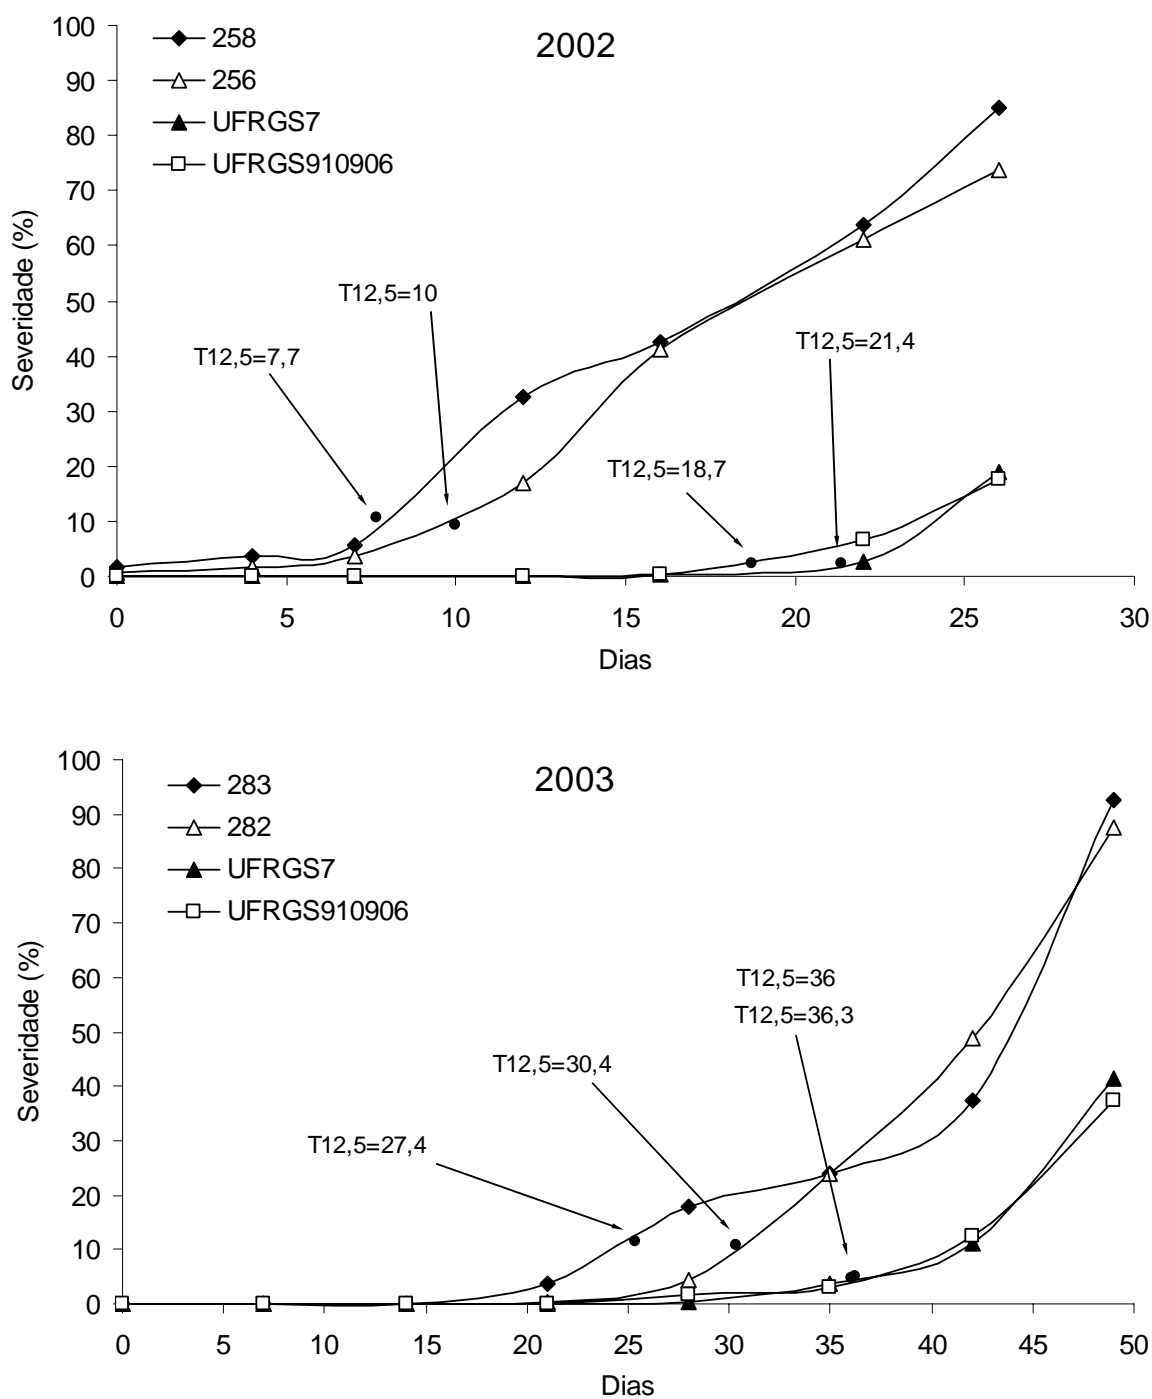 2002
258
256
UFRGS7
UFRGS910906
Severidade (%)
100
90
80
70
60
50
40
30
20
10
0
T12,5=10
T12,5=7,7
T12,5=21,4
T12,5=18,7
0 5 10 15 20 25 30
Dias
2003
283
282
UFRGS7
UFRGS910906
Severidade (%)
100
90
80
70
60
50
40
30
20
10
0
T12,5=36
T12,5=36,3
T12,5=30,4
T12,5=27,4
0 5 10 15 20 25 30 35 40 45 50
Dias